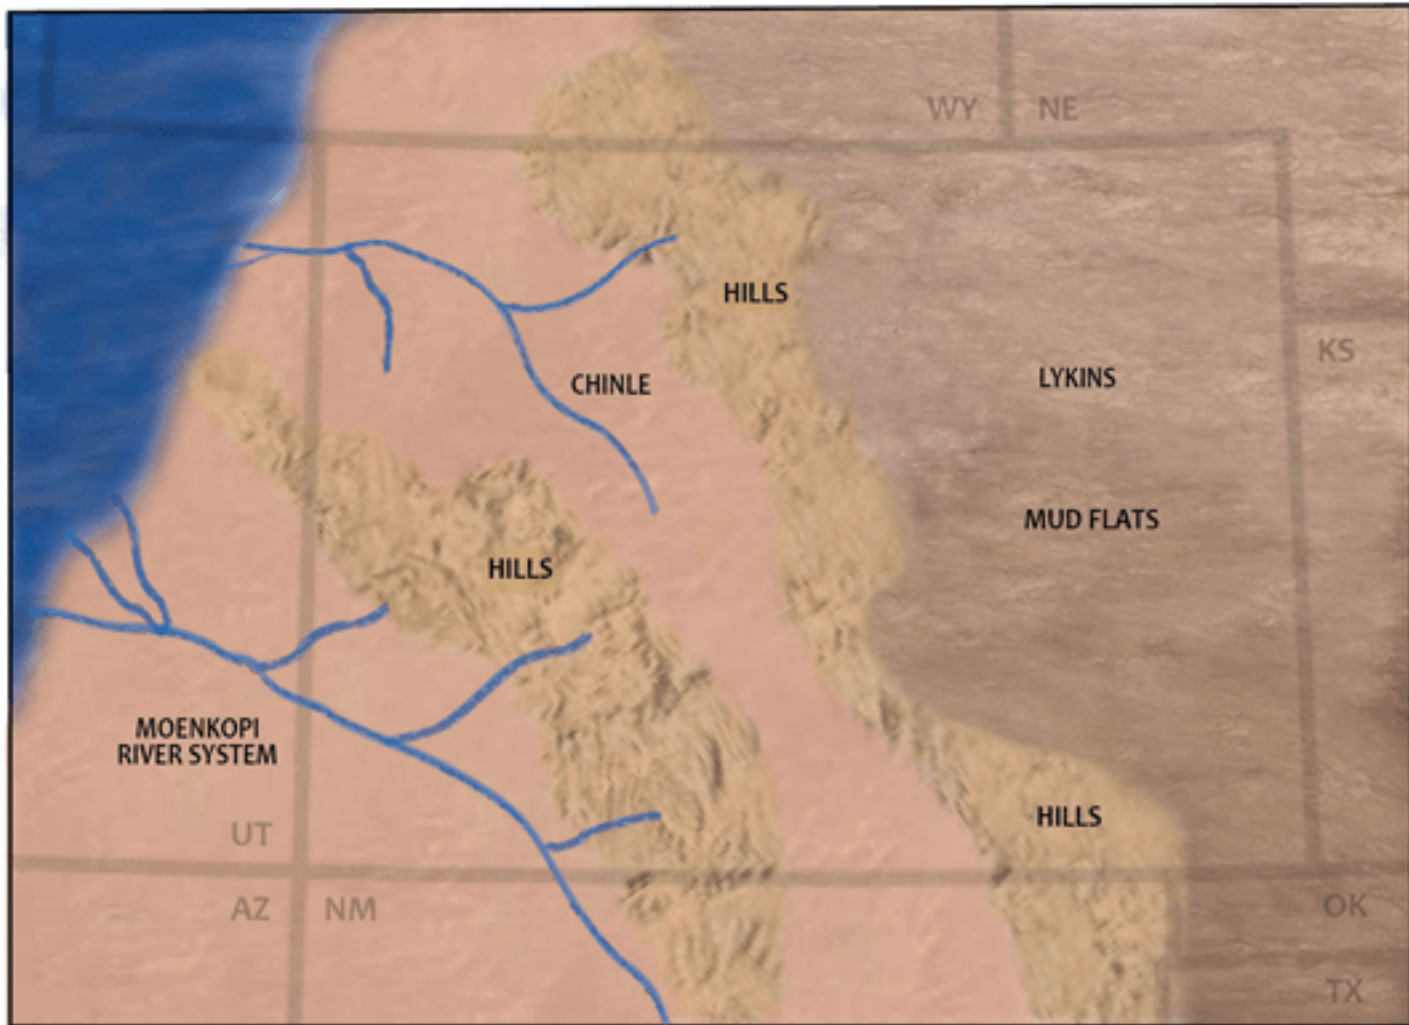 WY
NE
HILLS
KS
CHINLE
LYKINS
MUD FLATS
HILLS
MOENKOPI
RIVER SYSTEM
HILLS
UT
AZ
NM
OK
TX